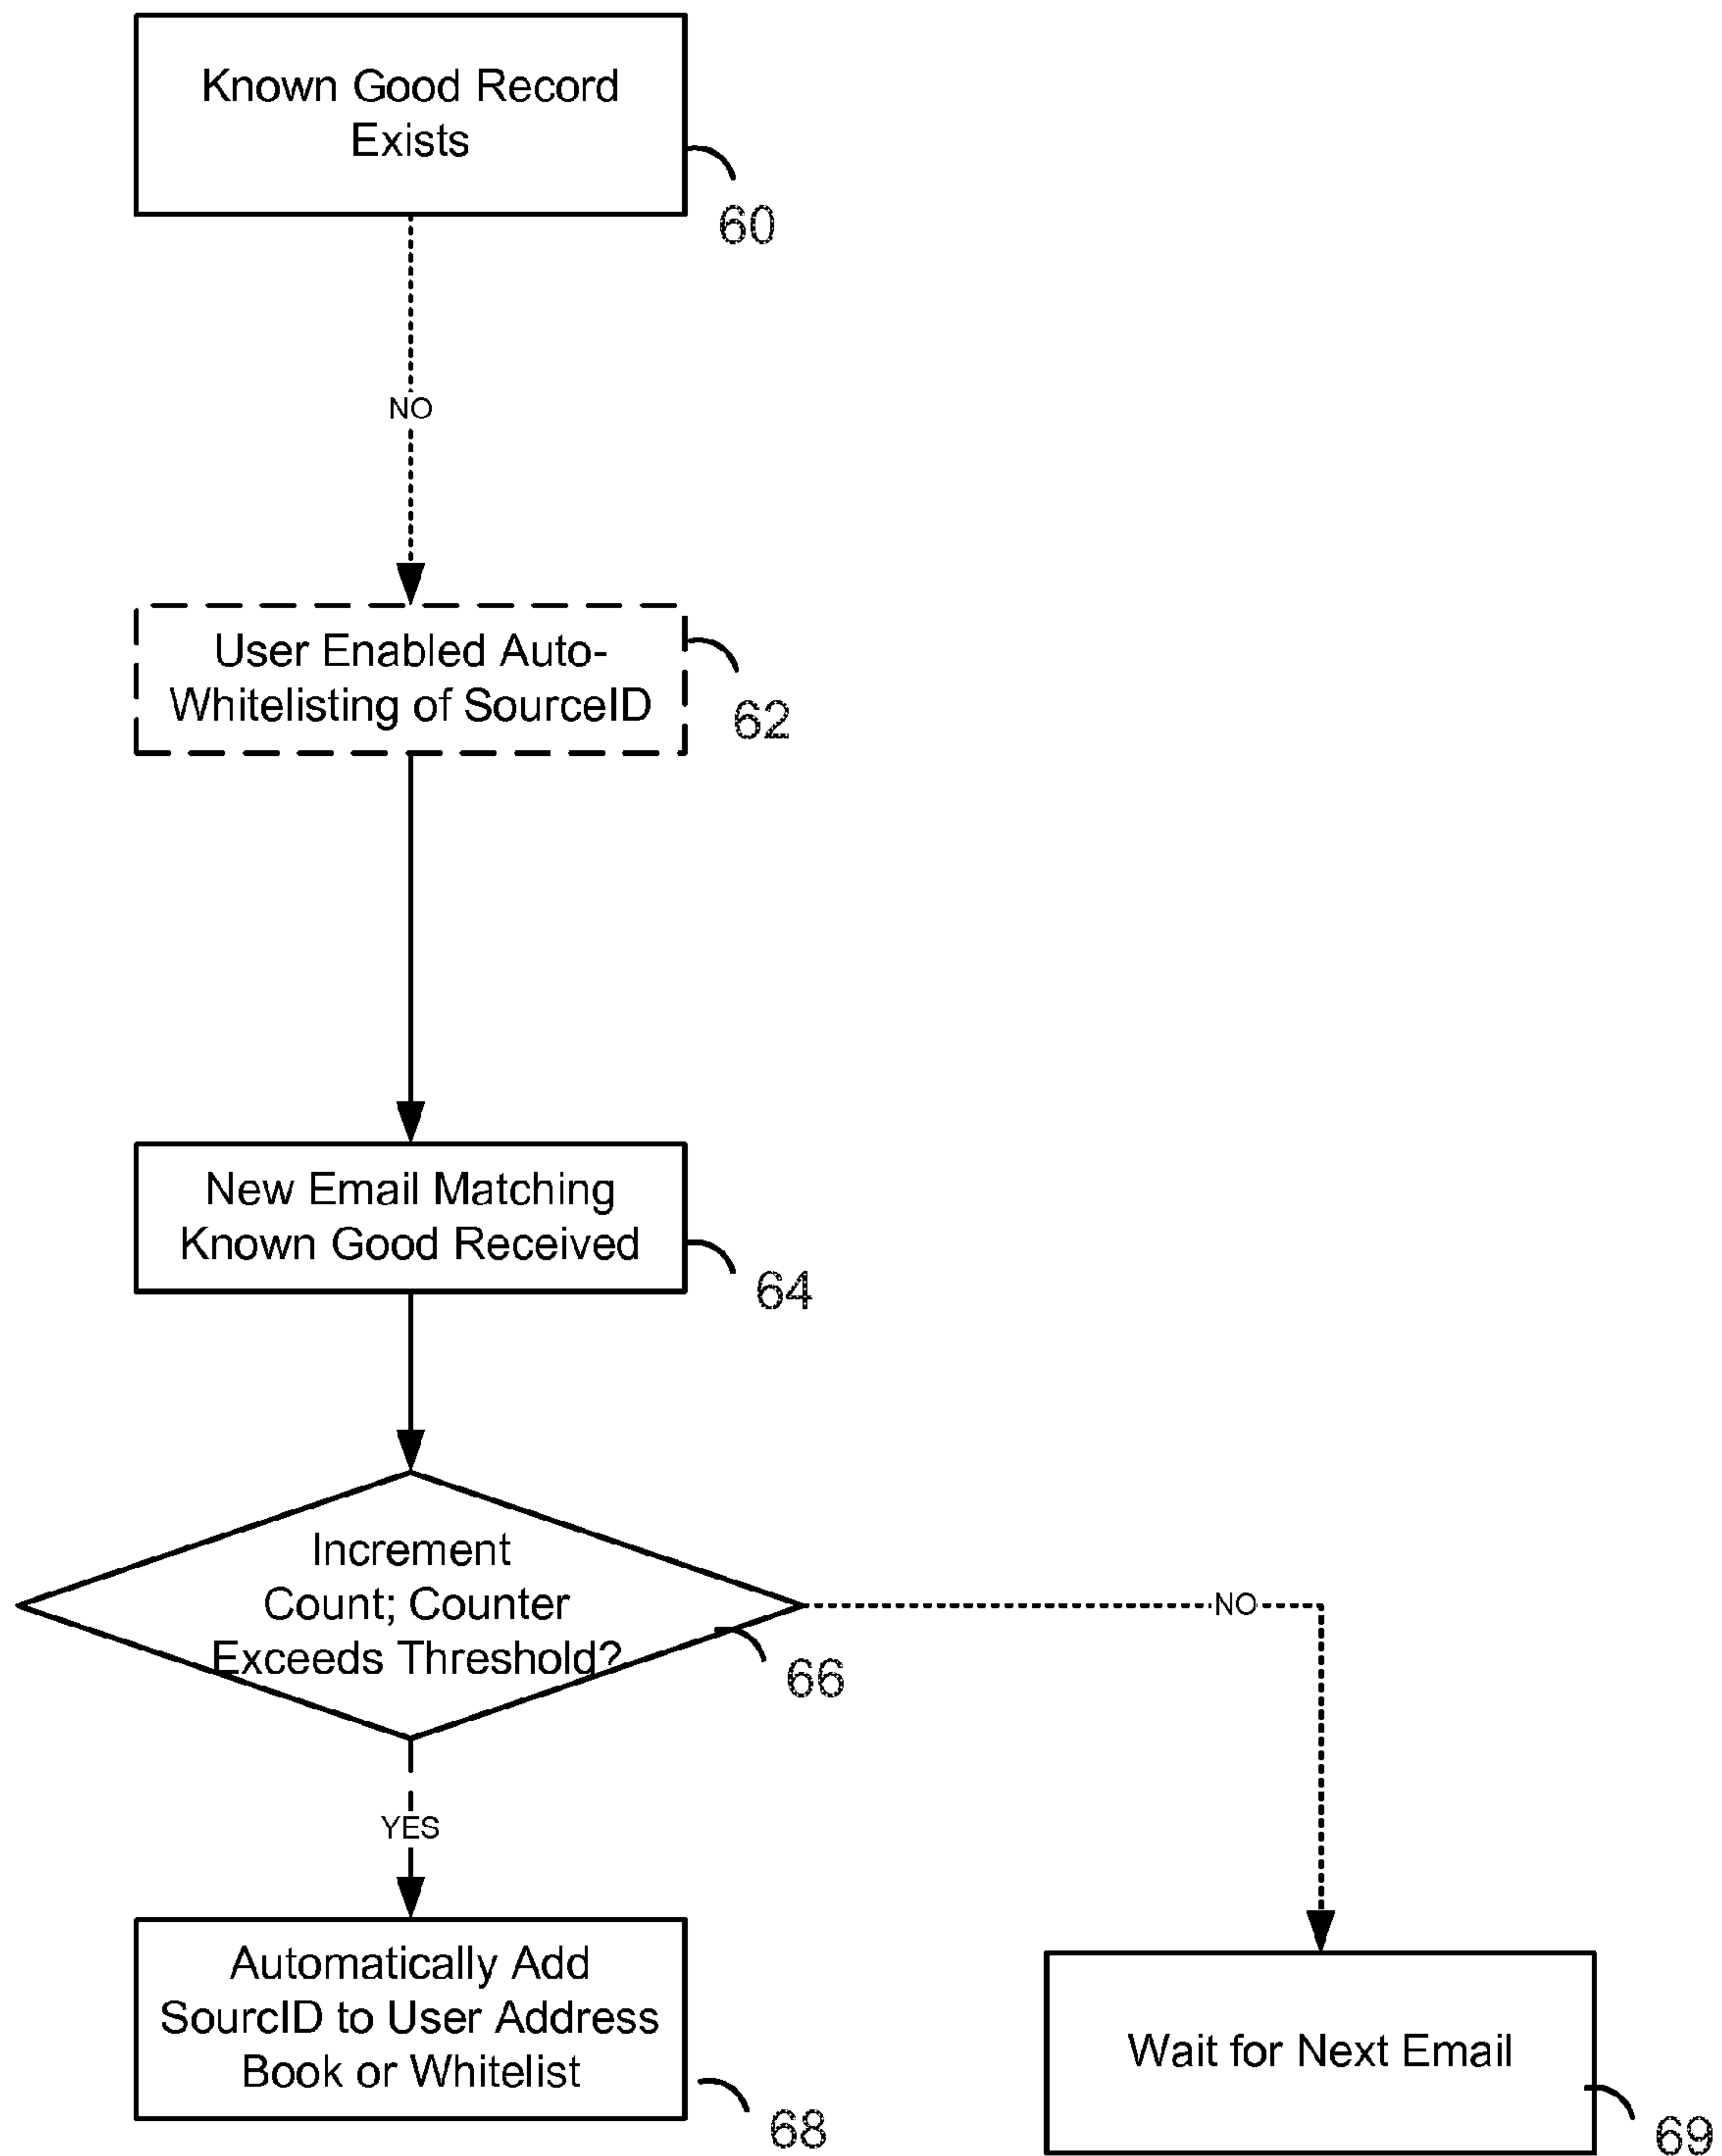 Known Good Record
Exists
60
NO
User Enabled Auto-
Whitelisting of SourceID
62
New Email Matching
Known Good Received
64
Increment
Count; Counter
Exceeds Threshold?
66
NO
YES
Automatically Add
SourcID to User Address
Book or Whitelist
68
Wait for Next Email
69